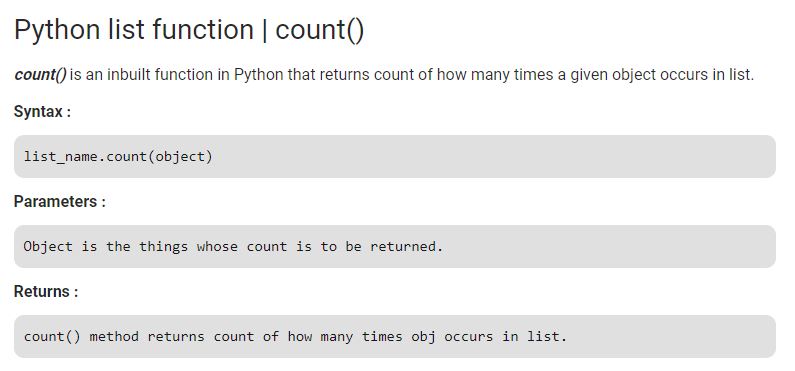 Python list function | count()
count() is an inbuilt function in Python that returns count of how many times a given object occurs in list.
Syntax :
list_name.count(object)
Parameters :
Object is the things whose count is to be returned.
Returns :
count() method returns count of how many times obj occurs in list.